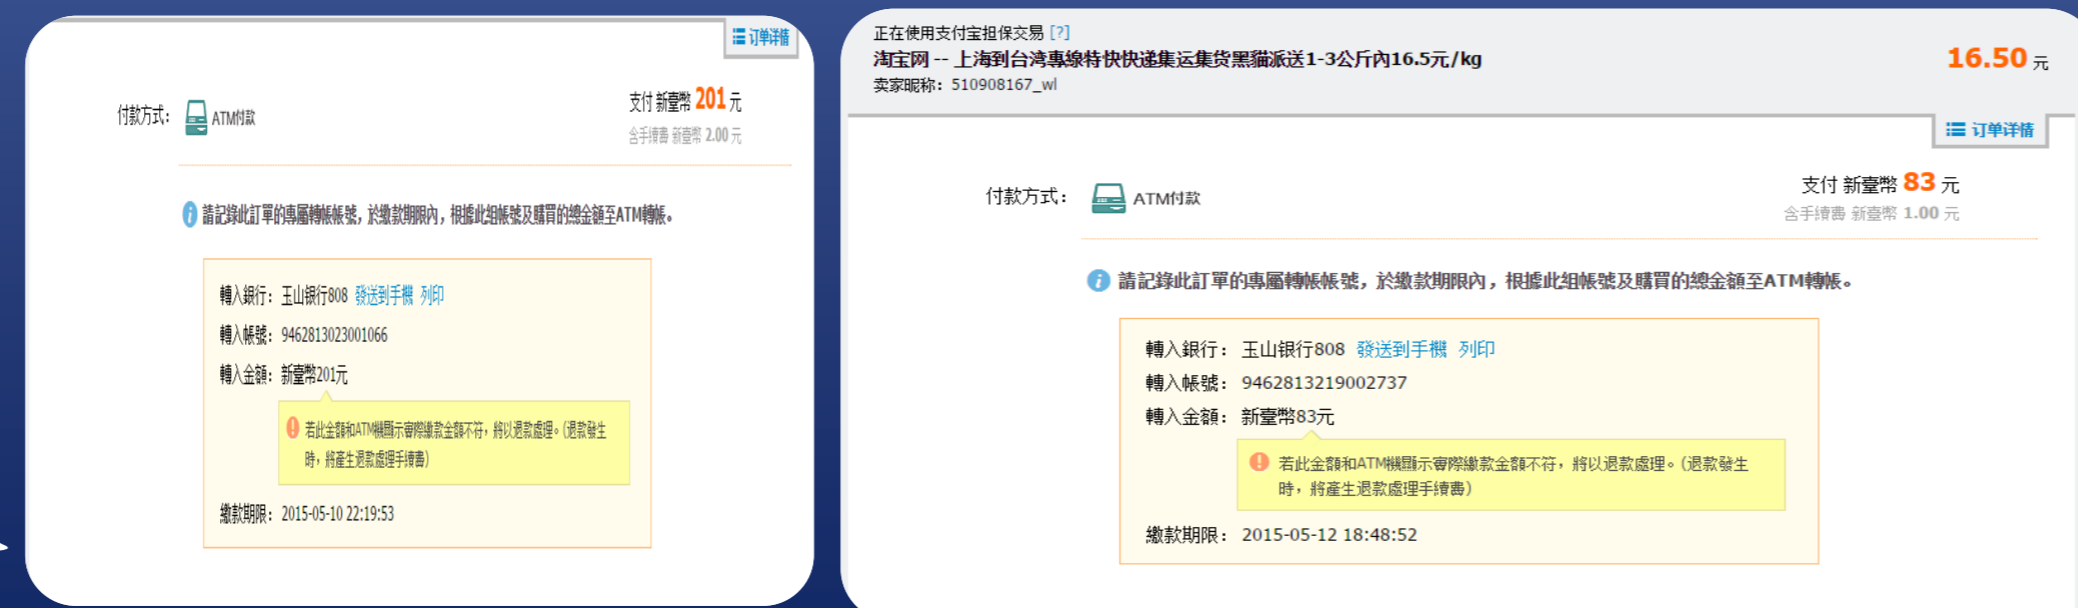 订单详情
付款方式： ATM付款
支付 新臺幣 201 元
含手續費 新臺幣 2.00 元
請記錄此訂單的專屬轉帳帳號，於繳款期限內，根據此組帳號及購買的總金額至ATM轉帳。
轉入銀行： 玉山银行808 發送到手機 列印
轉入帳號： 9462813023001066
轉入金額： 新臺幣201元
若此金額和ATM機顯示實際繳款金額不符，將以退款處理。(退款發生
時，將產生退款處理手續費)
繳款期限： 2015-05-10 22:19:53
正在使用支付宝担保交易 [?]
淘宝网 -- 上海到台湾專線特快快递集运集货黑貓派送1-3公斤內16.5元/kg
16.50 元
卖家昵称： 510908167_wl
订单详情
付款方式： ATM付款
支付 新臺幣 83 元
含手續費 新臺幣 1.00 元
請記錄此訂單的專屬轉帳帳號，於繳款期限內，根據此組帳號及購買的總金額至ATM轉帳。
轉入銀行： 玉山银行808 發送到手機 列印
轉入帳號： 9462813219002737
轉入金額： 新臺幣83元
若此金額和ATM機顯示實際繳款金額不符，將以退款處理。(退款發生
時，將產生退款處理手續費)
繳款期限： 2015-05-12 18:48:52